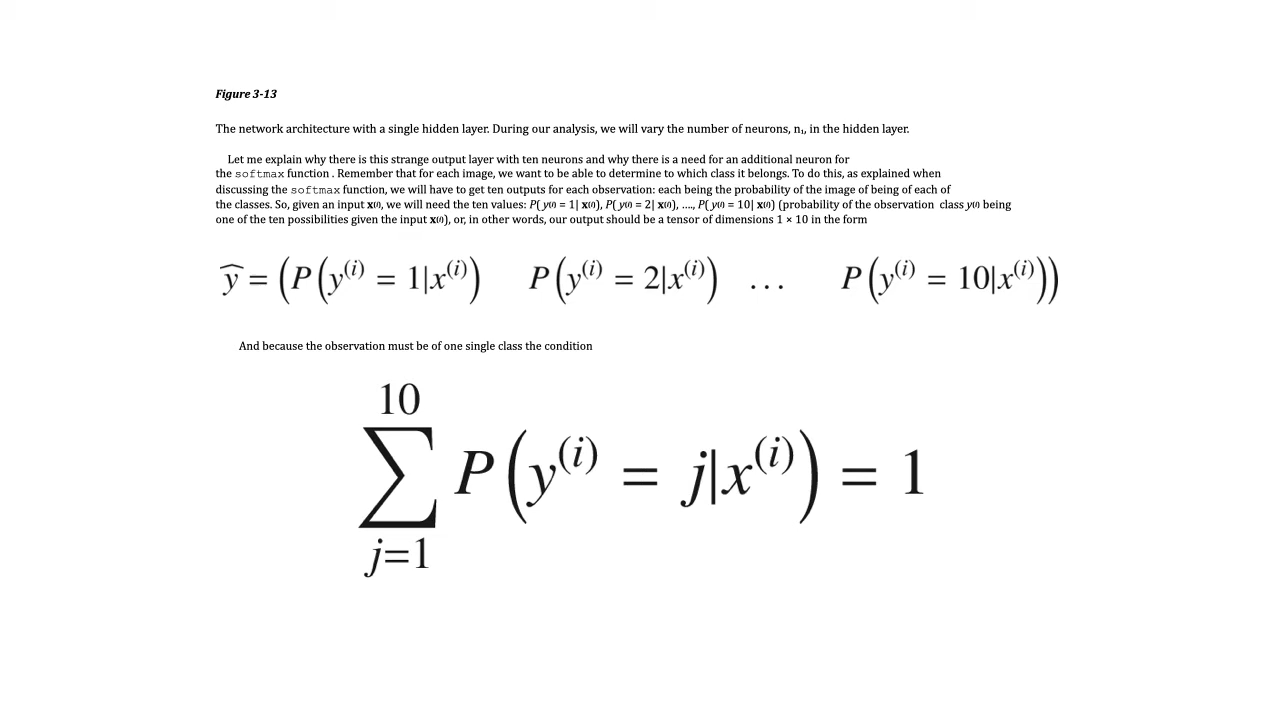 Figure 3-13
The network architecture with a single hidden layer. During our analysis, we will vary the number of neurons, n₁, in the hidden layer.
Let me explain why there is this strange output layer with ten neurons and why there is a need for an additional neuron for
the softmax function . Remember that for each image, we want to be able to determine to which class it belongs. To do this, as explained when
discussing the softmax function, we will have to get ten outputs for each observation: each being the probability of the image of being of each of
the classes. So, given an input x⁽ⁱ⁾, we will need the ten values: P( y⁽ⁱ⁾ = 1| x⁽ⁱ⁾), P( y⁽ⁱ⁾ = 2| x⁽ⁱ⁾), …., P( y⁽ⁱ⁾ = 10| x⁽ⁱ⁾) (probability of the observation class y⁽ⁱ⁾ being
one of the ten possibilities given the input x⁽ⁱ⁾), or, in other words, our output should be a tensor of dimensions 1 × 10 in the form
ŷ = (P(y⁽ⁱ⁾ = 1|x⁽ⁱ⁾) P(y⁽ⁱ⁾ = 2|x⁽ⁱ⁾) ... P(y⁽ⁱ⁾ = 10|x⁽ⁱ⁾))
And because the observation must be of one single class the condition
10
∑ P(y⁽ⁱ⁾ = j|x⁽ⁱ⁾) = 1
j=1